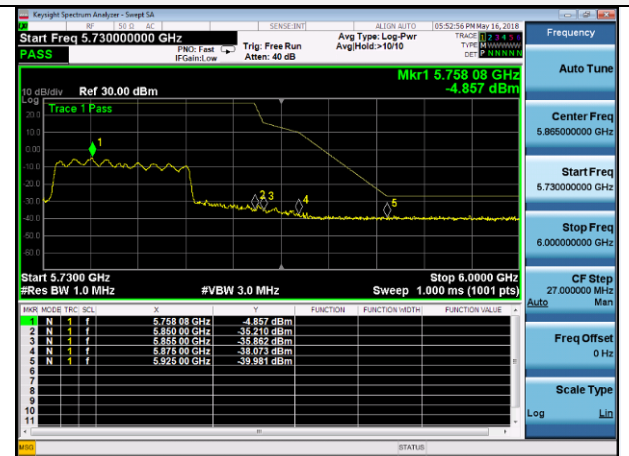 Keysight Spectrum Analyzer - Swept SA
RF 50 Ω AC SENSE:INT ALIGN AUTO 05:52:56 PM May 16, 2018
Start Freq 5.730000000 GHz Avg Type: Log-Pwr TRACE 1 2 3 4 5 6
PASS PNO: Fast Trig: Free Run Avg|Hold:>10/10 TYPE M WWWWW
IFGain:Low Atten: 40 dB DET P N N N N N
Mkr1 5.758 08 GHz
10 dB/div Ref 30.00 dBm -4.857 dBm
Log
Trace 1 Pass
20.0
10.0
0.00
-10.0
-20.0
-30.0
-40.0
-50.0
-60.0
1
2 3 4 5
Start 5.7300 GHz Stop 6.0000 GHz
#Res BW 1.0 MHz #VBW 3.0 MHz Sweep 1.000 ms (1001 pts)
MKR MODE TRC SCL X Y FUNCTION FUNCTION WIDTH FUNCTION VALUE
1 N 1 f 5.758 08 GHz -4.857 dBm
2 N 1 f 5.850 00 GHz -35.210 dBm
3 N 1 f 5.855 00 GHz -35.862 dBm
4 N 1 f 5.875 00 GHz -38.073 dBm
5 N 1 f 5.925 00 GHz -39.981 dBm
6
7
8
9
10
11
MSG STATUS
Frequency
Auto Tune
Center Freq
5.865000000 GHz
Start Freq
5.730000000 GHz
Stop Freq
6.000000000 GHz
CF Step
27.000000 MHz
Auto Man
Freq Offset
0 Hz
Scale Type
Log Lin